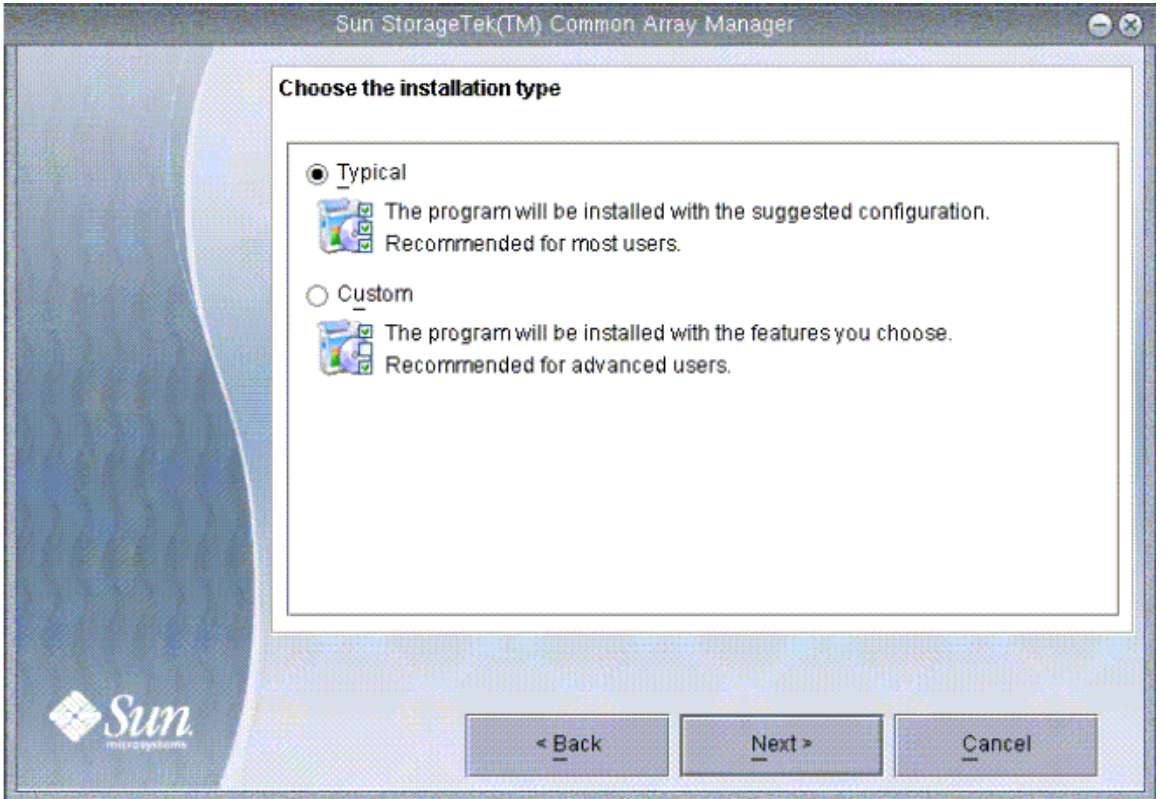 Sun StorageTek(TM) Common Array Manager
Choose the installation type
Typical
The program will be installed with the suggested configuration.
Recommended for most users.
Custom
The program will be installed with the features you choose.
Recommended for advanced users.
Sun
microsystems
< Back
Next >
Cancel